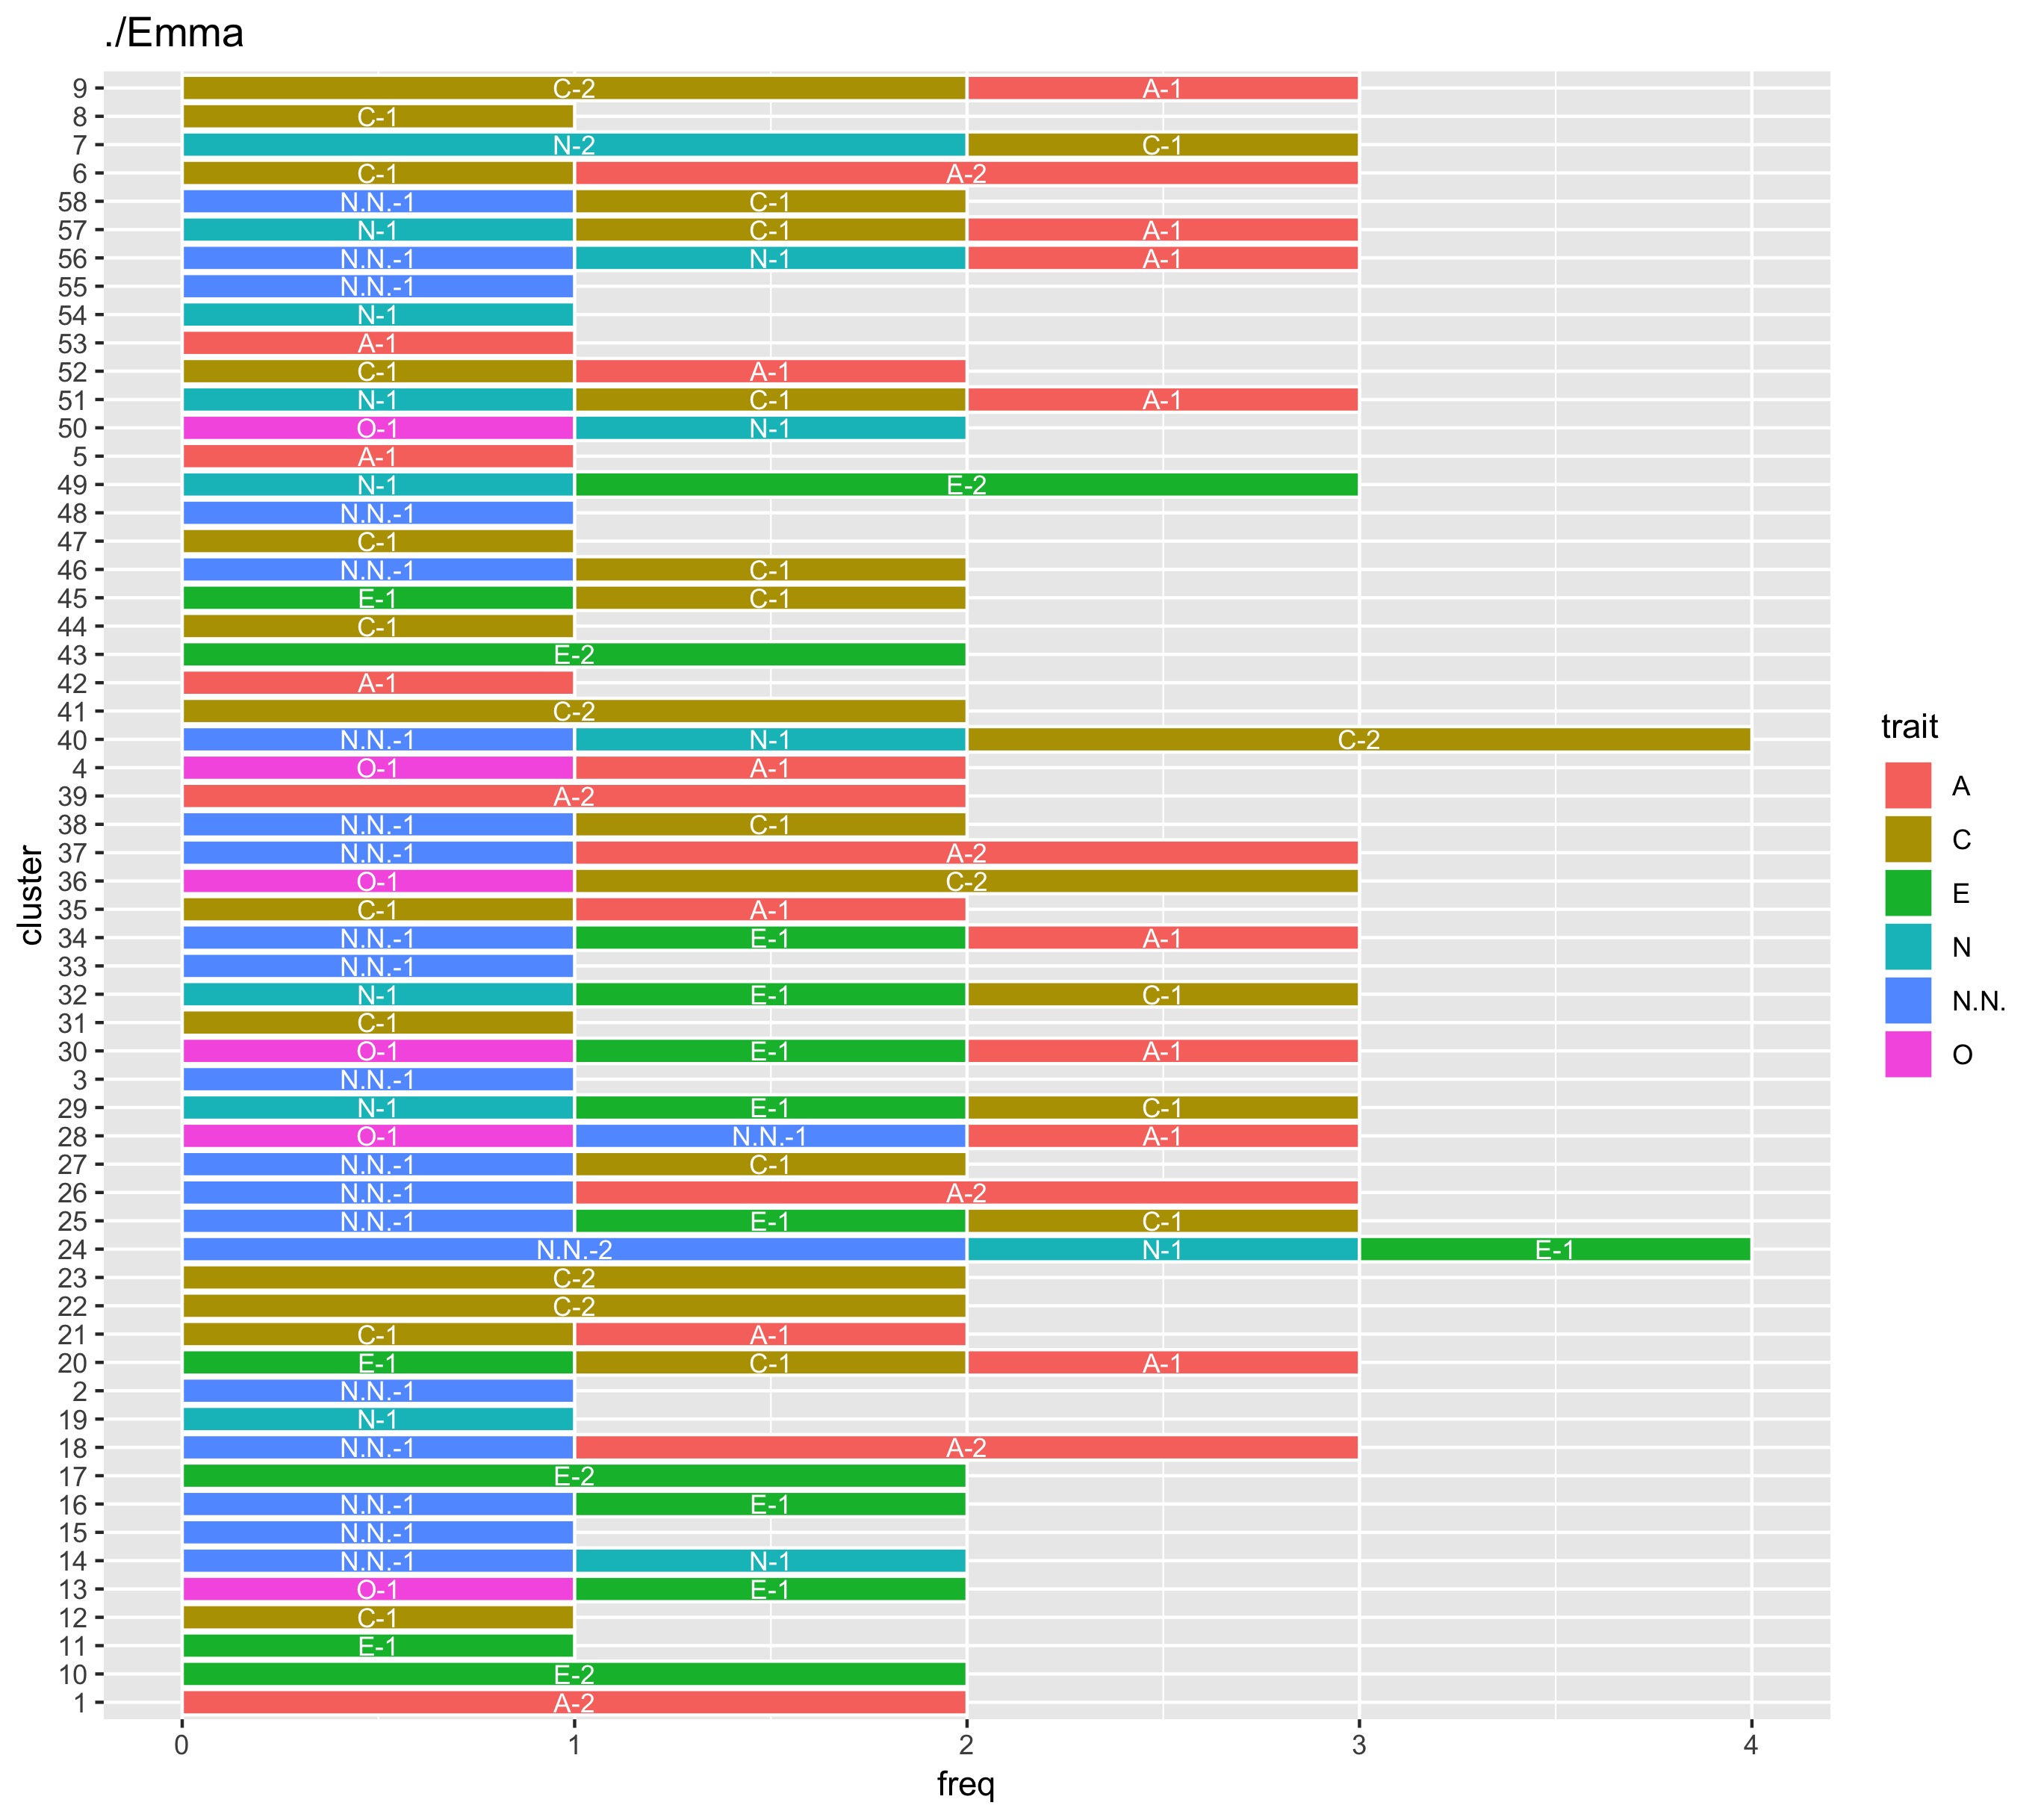 ./Emma
9 C-2 A-1
8 C-1
7 N-2 C-1
6 C-1 A-2
58 N.N.-1 C-1
57 N-1 C-1 A-1
56 N.N.-1 N-1 A-1
55 N.N.-1
54 N-1
53 A-1
52 C-1 A-1
51 N-1 C-1 A-1
50 O-1 N-1
5 A-1
49 N-1 E-2
48 N.N.-1
47 C-1
46 N.N.-1 C-1
45 E-1 C-1
44 C-1
43 E-2
42 A-1
41 C-2
40 N.N.-1 N-1 C-2
4 O-1 A-1
39 A-2
38 N.N.-1 C-1
37 N.N.-1 A-2
36 O-1 C-2
35 C-1 A-1
34 N.N.-1 E-1 A-1
33 N.N.-1
32 N-1 E-1 C-1
31 C-1
30 O-1 E-1 A-1
3 N.N.-1
29 N-1 E-1 C-1
28 O-1 N.N.-1 A-1
27 N.N.-1 C-1
26 N.N.-1 A-2
25 N.N.-1 E-1 C-1
24 N.N.-2 N-1 E-1
23 C-2
22 C-2
21 C-1 A-1
20 E-1 C-1 A-1
2 N.N.-1
19 N-1
18 N.N.-1 A-2
17 E-2
16 N.N.-1 E-1
15 N.N.-1
14 N.N.-1 N-1
13 O-1 E-1
12 C-1
11 E-1
10 E-2
1 A-2
0 1 2 3 4
freq
cluster
trait
A
C
E
N
N.N.
O